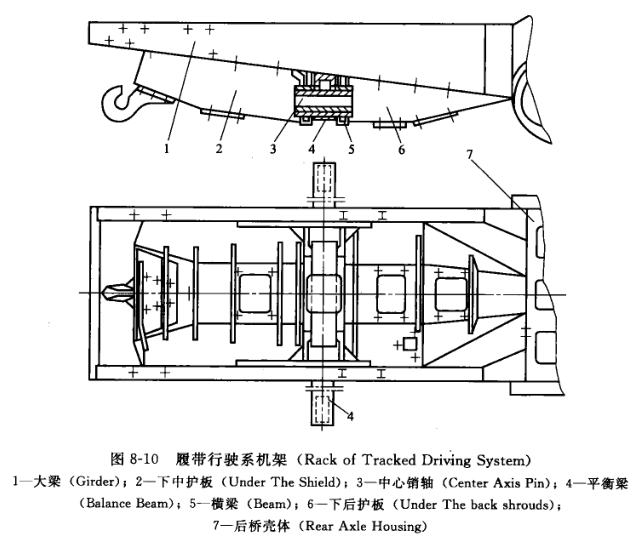 1 2 3 4 5 6 7
4
图 8-10 履带行驶系机架(Rack of Tracked Driving System)
1—大梁(Girder);2—下中护板(Under The Shield);3—中心销轴(Center Axis Pin);4—平衡梁
(Balance Beam);5—横梁(Beam);6—下后护板(Under The back shrouds);
7—后桥壳体(Rear Axle Housing)